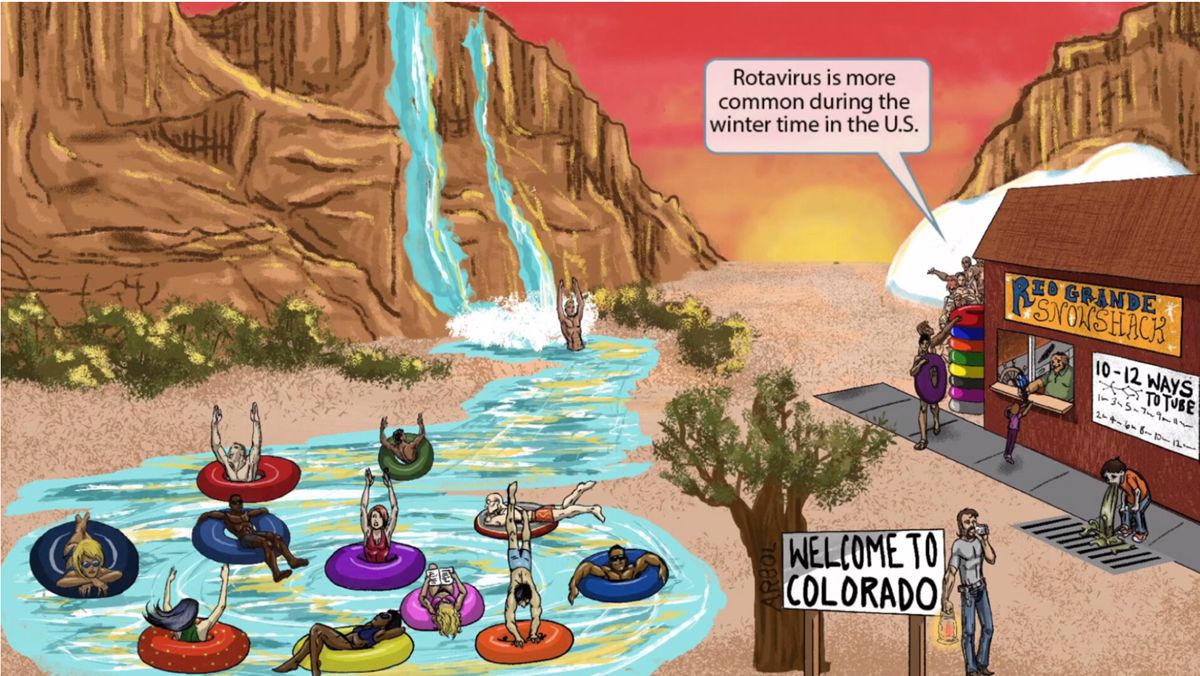 Rotavirus is more
common during the
winter time in the U.S.
RIO GRANDE
SNOWSHACK
10-12 WAYS
TO TUBE
WELCOME TO
COLORADO
ARBOL